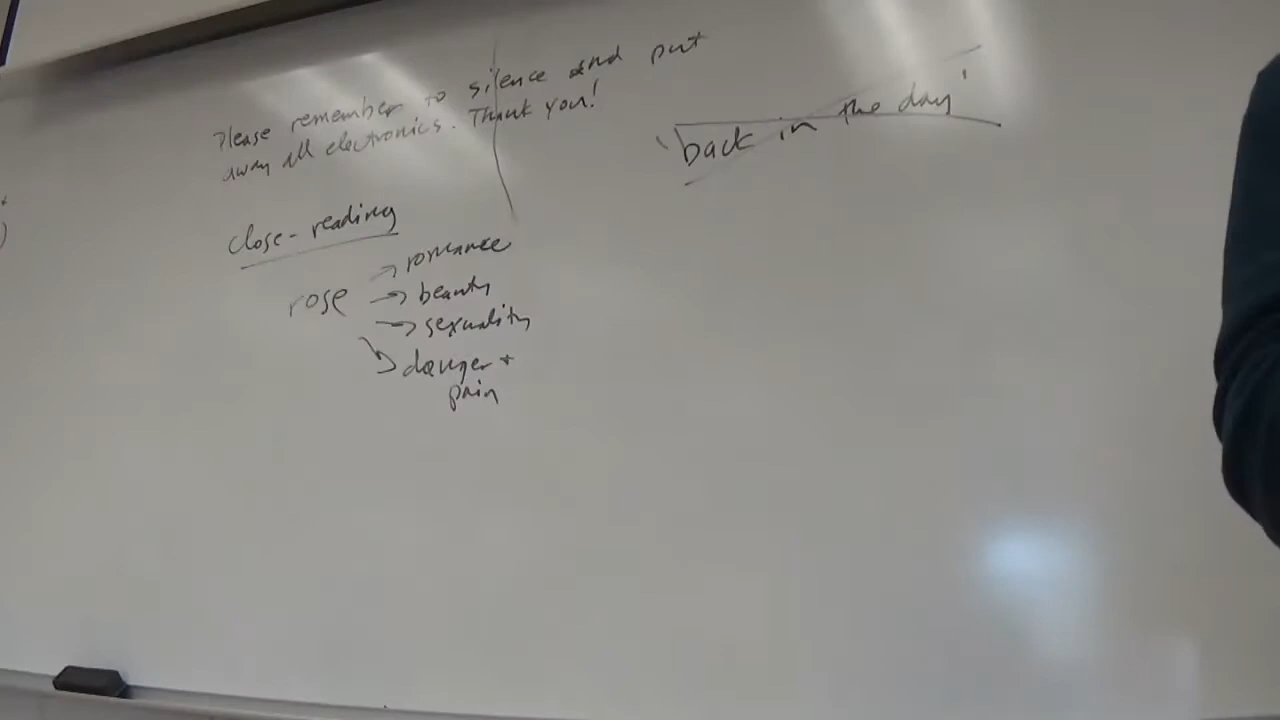 Please remember to silence and put
away all electronics. Thank you!
"back in the day"
close-reading
rose → romance
→ beauty
→ sexuality
→ danger +
pain